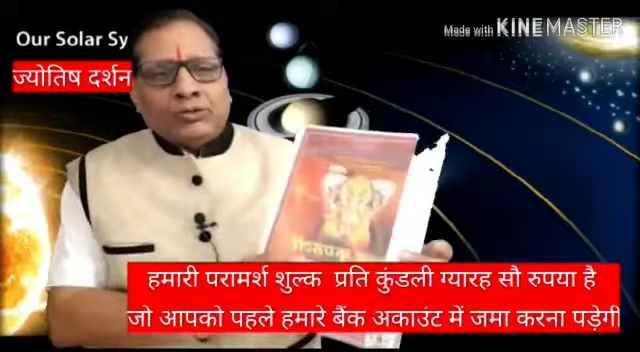 Our Solar Sy
Made with KINEMASTER
ज्योतिष दर्शन
हमारी परामर्श शुल्क प्रति कुंडली ग्यारह सौ रुपया है
जो आपको पहले हमारे बैंक अकाउंट में जमा करना पड़ेगी